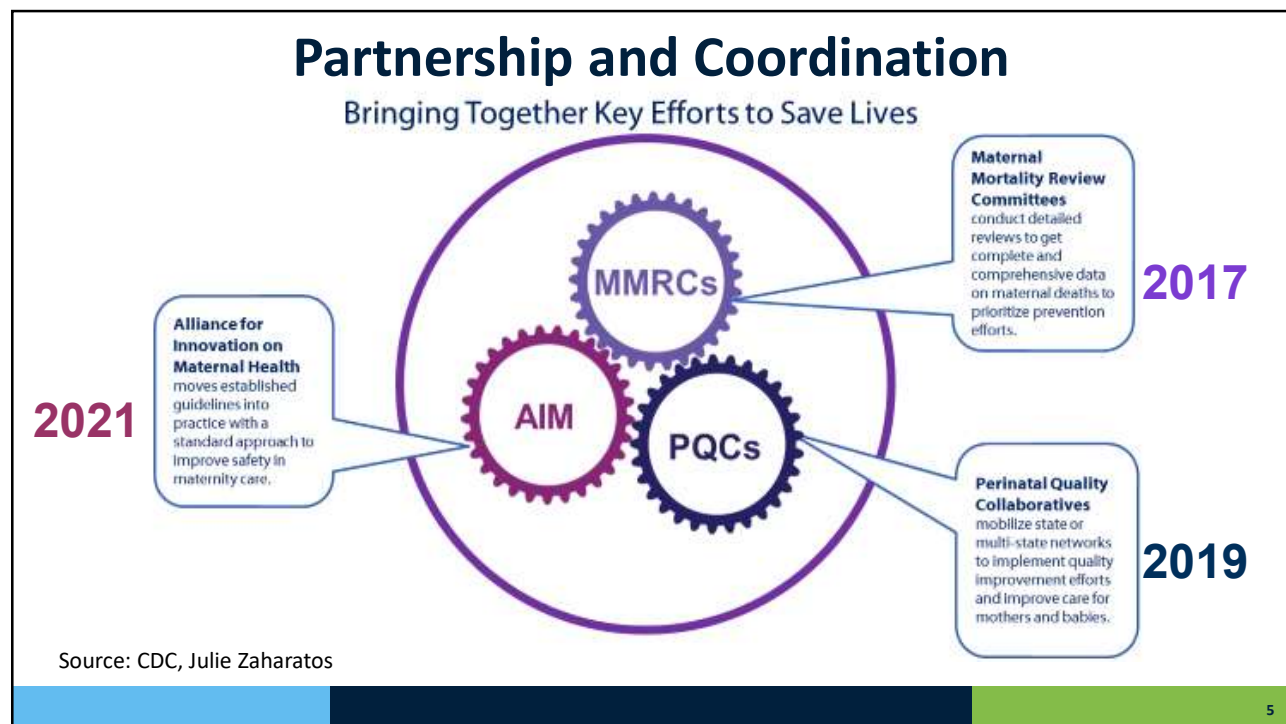 Partnership and Coordination
Bringing Together Key Efforts to Save Lives
Maternal
Mortality Review
Committees
conduct detailed
reviews to get
complete and
comprehensive data
on maternal deaths to
prioritize prevention
efforts.
2017
MMRCs
Alliance for
Innovation on
Maternal Health
moves established
guidelines into
practice with a
standard approach to
improve safety in
maternity care.
2021
AIM
PQCs
Perinatal Quality
Collaboratives
mobilize state or
multi-state networks
to implement quality
improvement efforts
and improve care for
mothers and babies.
2019
Source: CDC, Julie Zaharatos
5